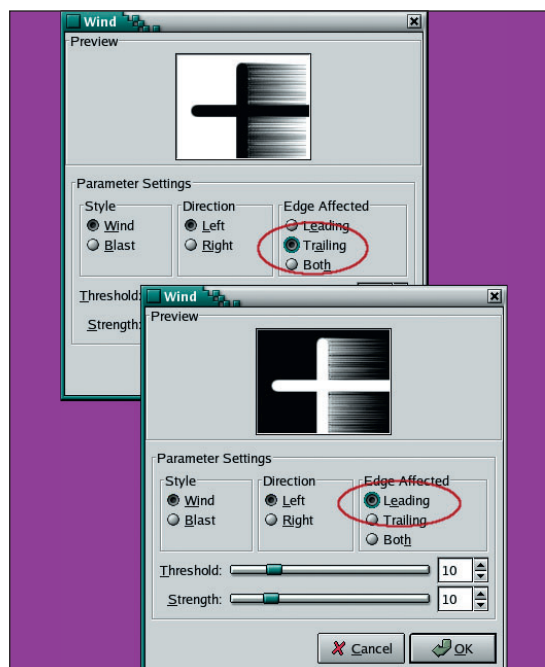 Wind
Preview
Parameter Settings
Style
Direction
Edge Affected
Wind
Left
Leading
Blast
Right
Trailing
Both
Threshold:
Strength:
Wind
Preview
Parameter Settings
Style
Direction
Edge Affected
Wind
Left
Leading
Blast
Right
Trailing
Both
Threshold:
10
Strength:
10
Cancel
OK